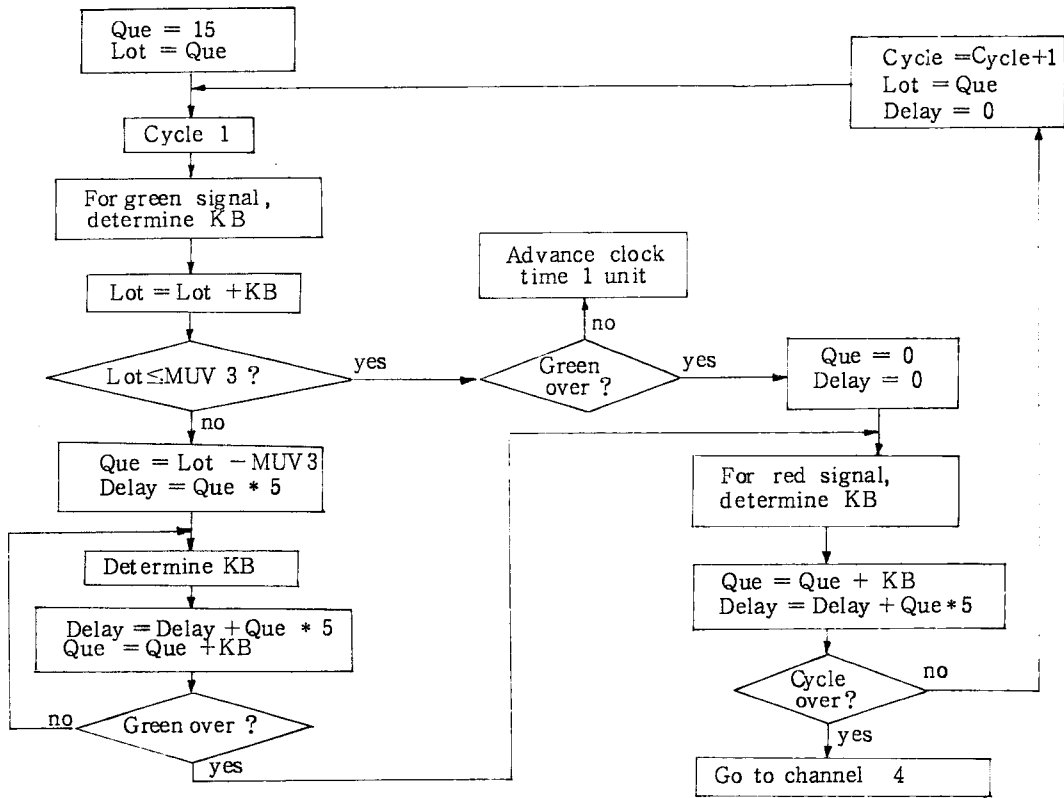 Que = 15
Lot = Que
Cycle =Cycle+1
Lot = Que
Delay = 0
Cycle 1
For green signal,
determine KB
Lot = Lot +KB
Lot≤MUV 3 ?
yes
no
Advance clock
time 1 unit
no
Green
over ?
yes
Que = 0
Delay = 0
Que = Lot - MUV3
Delay = Que * 5
Determine KB
Delay = Delay + Que * 5
Que = Que +KB
no
Green over ?
yes
For red signal,
determine KB
Que = Que + KB
Delay = Delay + Que * 5
Cycle
over?
no
yes
Go to channel 4